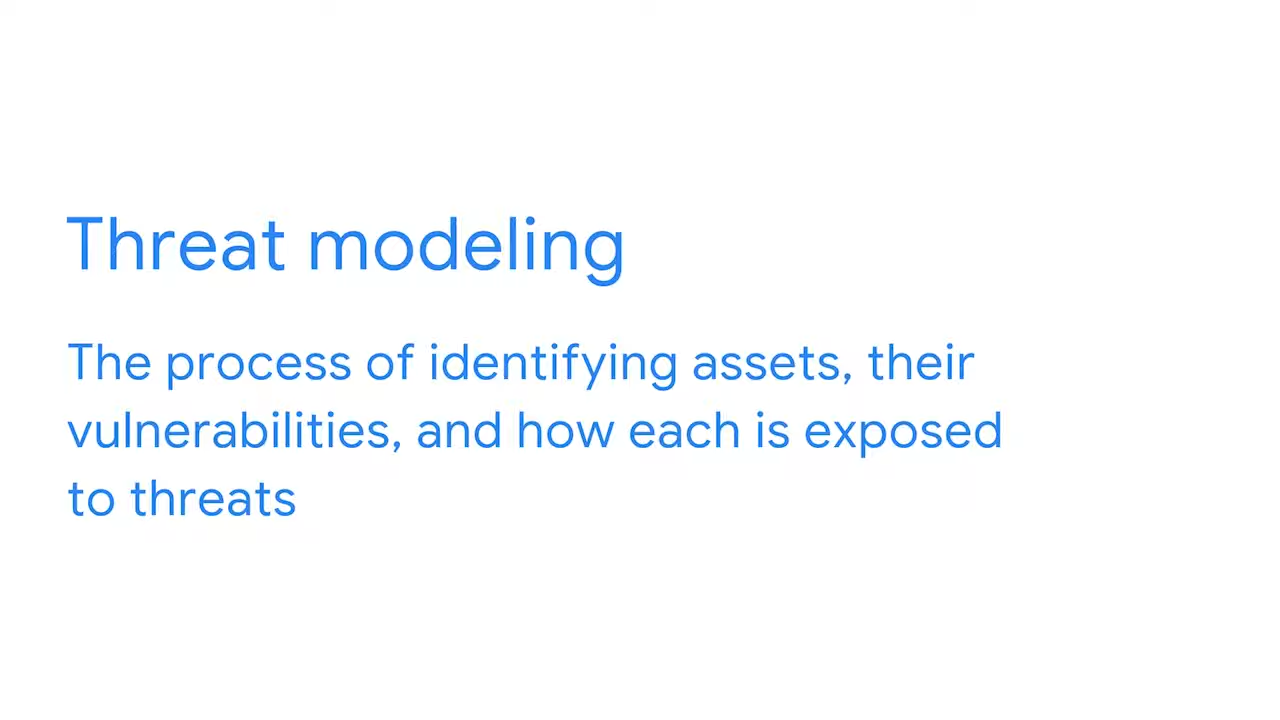 Threat modeling
The process of identifying assets, their
vulnerabilities, and how each is exposed
to threats